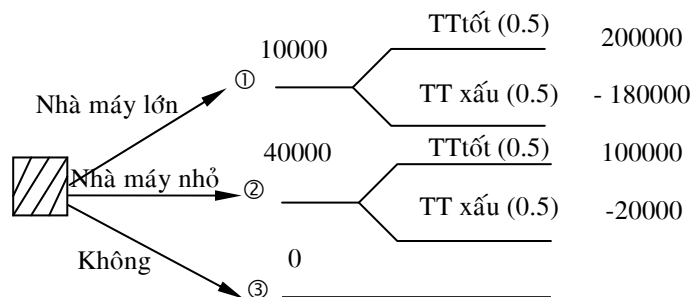 TTtốt (0.5) 200000
10000
①
Nhà máy lớn
TT xấu (0.5) - 180000
40000
TTtốt (0.5) 100000
Nhà máy nhỏ
②
TT xấu (0.5) -20000
Không
0
③